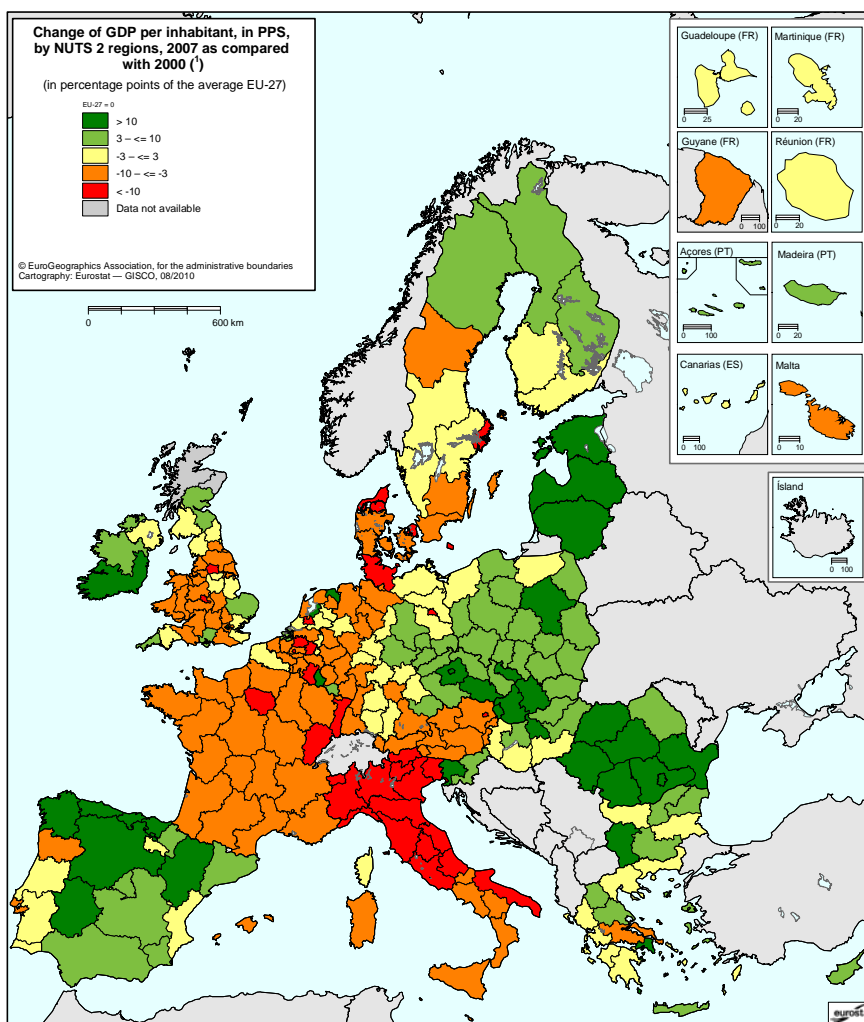 Change of GDP per inhabitant, in PPS,
by NUTS 2 regions, 2007 as compared
with 2000 (¹)
(in percentage points of the average EU-27)
EU-27 = 0
> 10
3 – <= 10
-3 – <= 3
-10 – <= -3
< -10
Data not available
© EuroGeographics Association, for the administrative boundaries
Cartography: Eurostat — GISCO, 08/2010
0 600 km
Guadeloupe (FR)
0 25
Martinique (FR)
0 20
Guyane (FR)
0 100
Réunion (FR)
0 20
Açores (PT)
0 100
Madeira (PT)
0 20
Canarias (ES)
0 100
Malta
0 10
Ísland
0 100
eurost